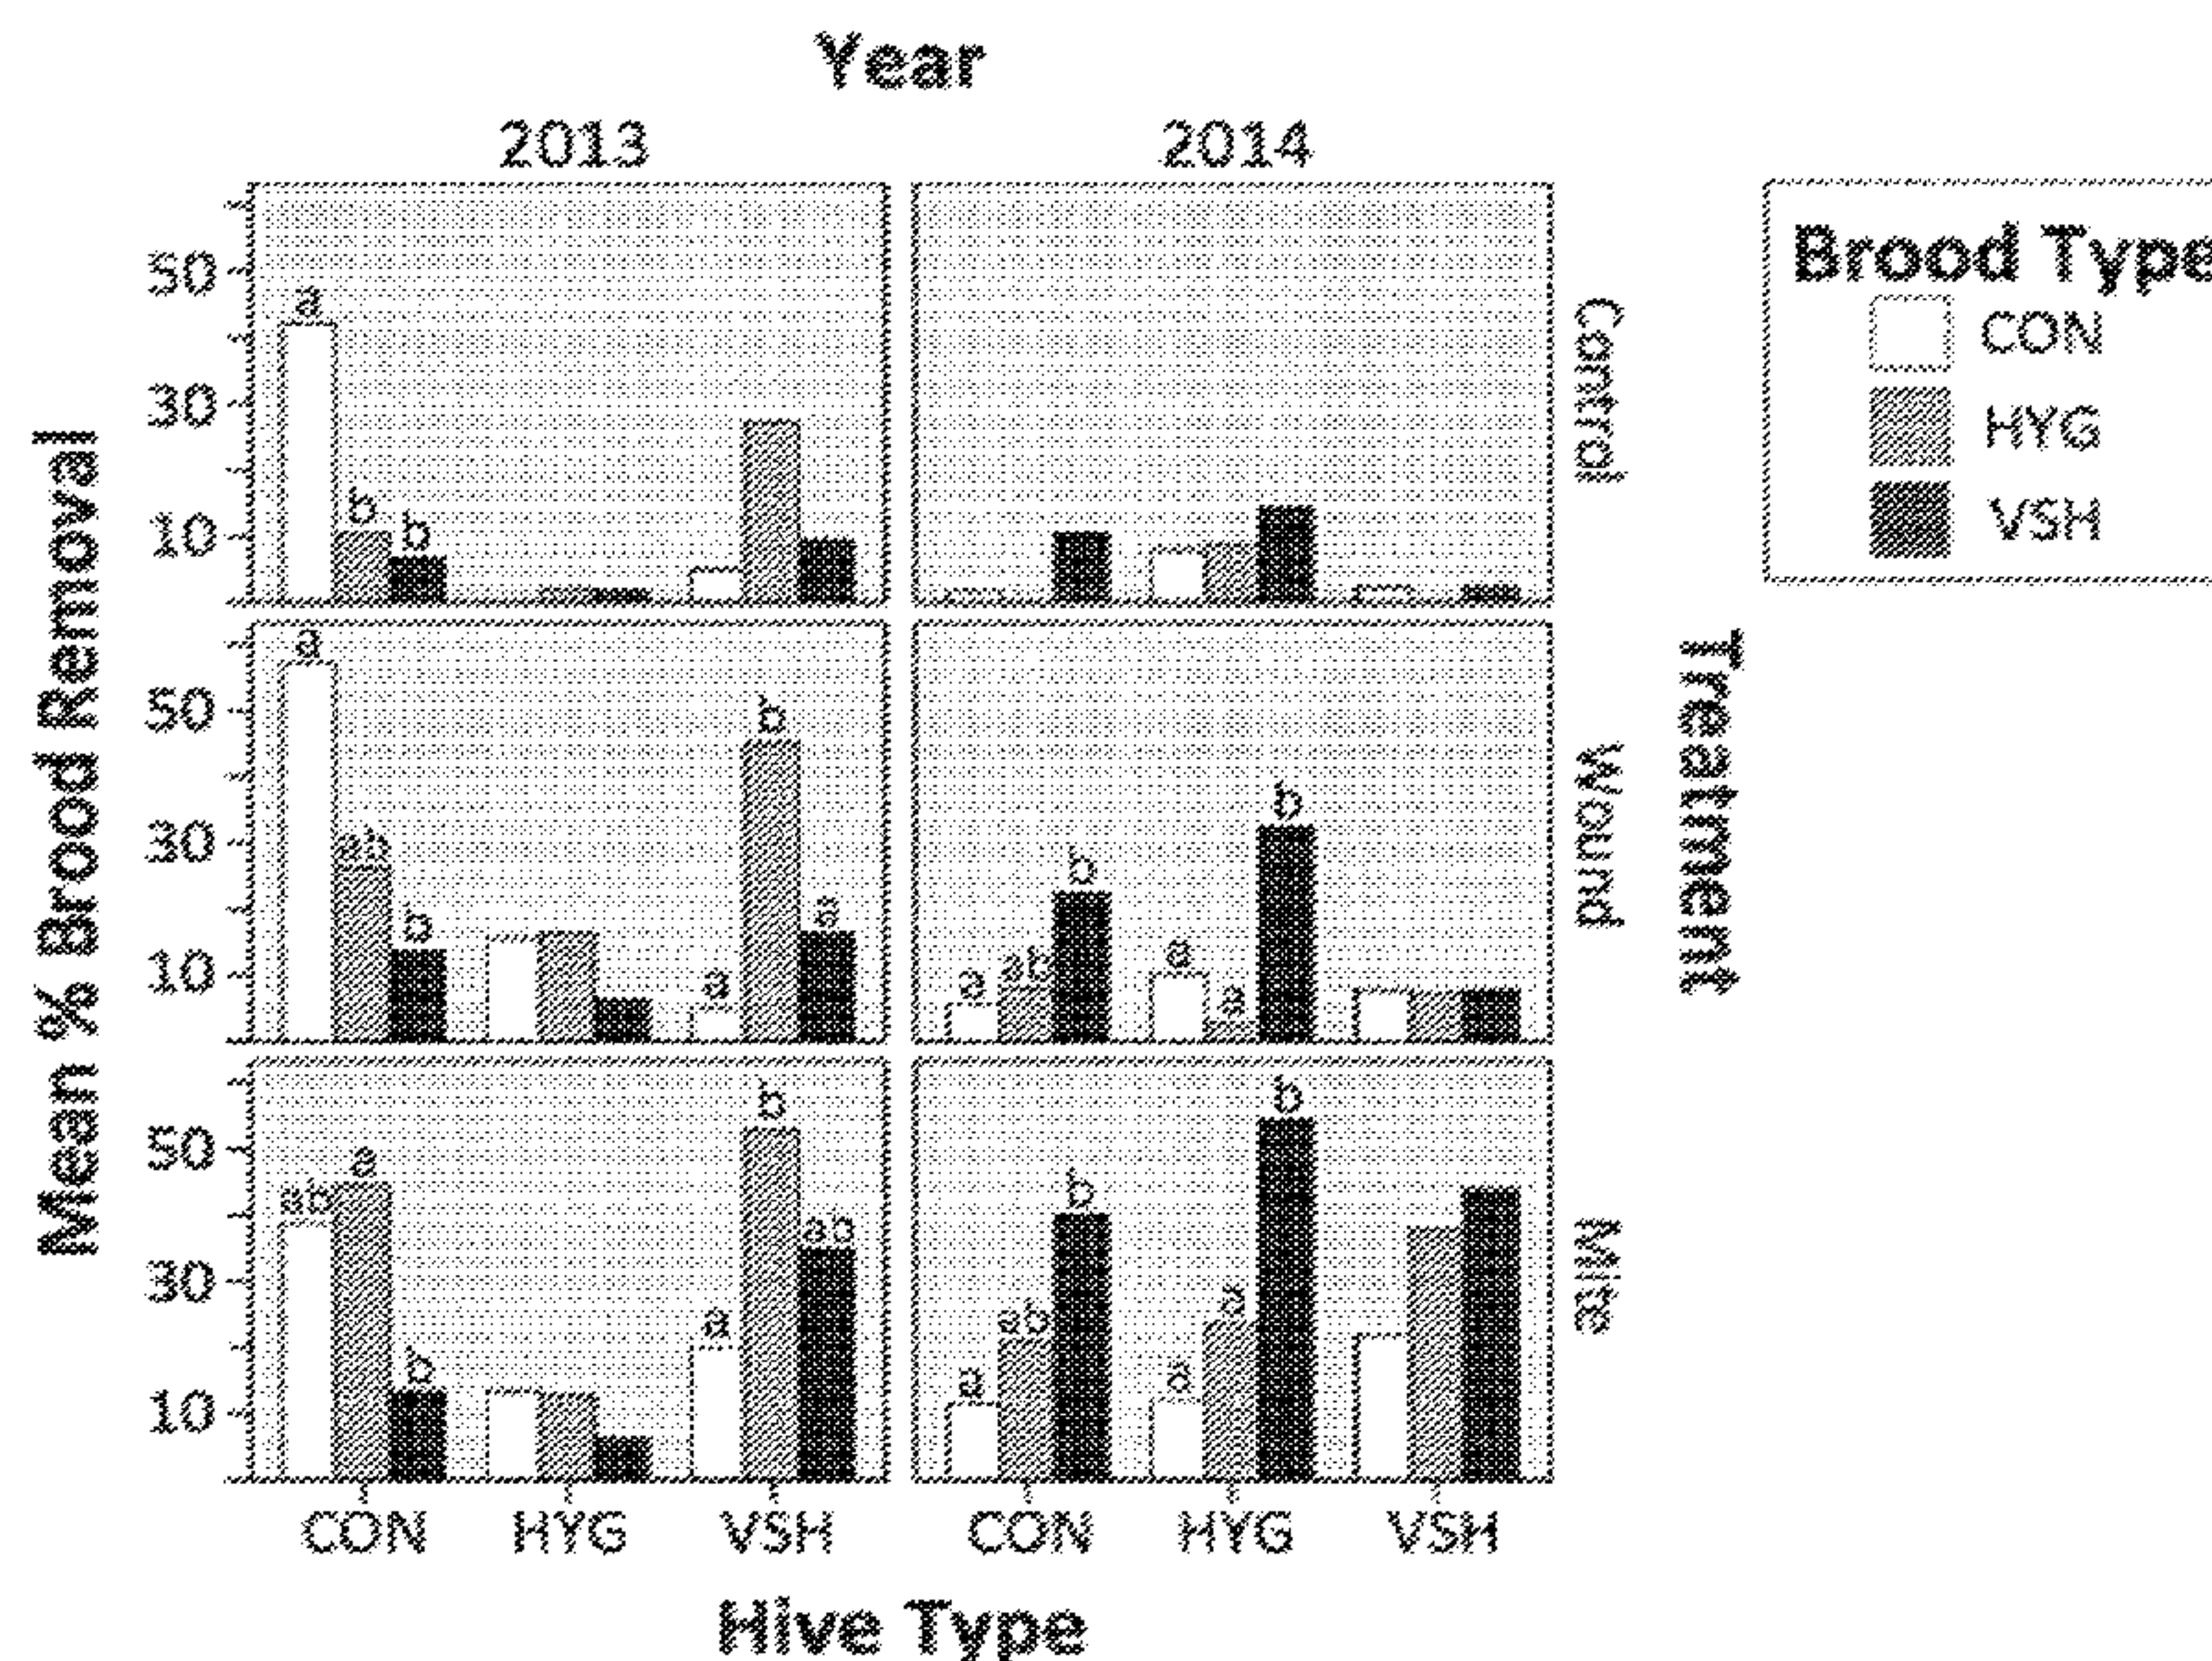 Year
2013 2014
Mean % Brood Removal
50
30
10
a
b
b
Control
50
30
10
a
ab
b
a
b
a
a
ab
b
a
a
b
Wound
50
30
10
ab
a
b
a
b
ab
a
ab
b
a
a
b
Mite
Treatment
CON HYG VSH CON HYG VSH
Hive Type
Brood Type
CON
HYG
VSH